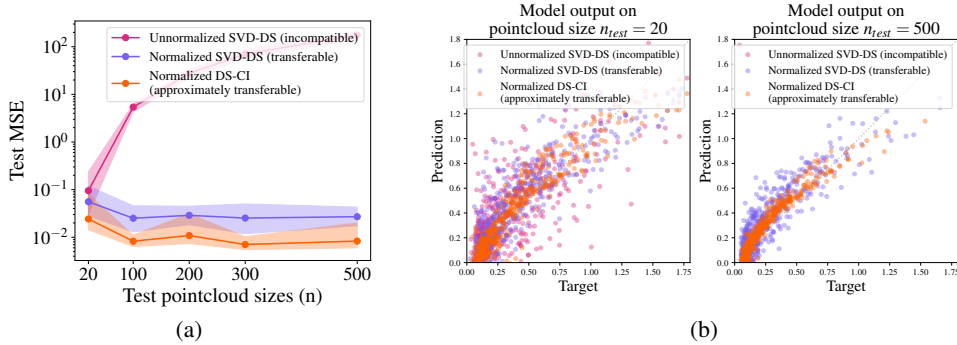 Test MSE
10²
10¹
10⁰
10⁻¹
10⁻²
20
100
200
300
500
Test pointcloud sizes (n)
Unnormalized SVD-DS (incompatible)
Normalized SVD-DS (transferable)
Normalized DS-CI
(approximately transferable)
(a)
Model output on
pointcloud size n_test = 20
Prediction
1.8
1.6
1.4
1.2
1.0
0.8
0.6
0.4
0.2
0.0
0.00 0.25 0.50 0.75 1.00 1.25 1.50 1.75
Target
Unnormalized SVD-DS (incompatible)
Normalized SVD-DS (transferable)
Normalized DS-CI
(approximately transferable)
Model output on
pointcloud size n_test = 500
Prediction
1.8
1.6
1.4
1.2
1.0
0.8
0.6
0.4
0.2
0.0
0.00 0.25 0.50 0.75 1.00 1.25 1.50 1.75
Target
Unnormalized SVD-DS (incompatible)
Normalized SVD-DS (transferable)
Normalized DS-CI
(approximately transferable)
(b)